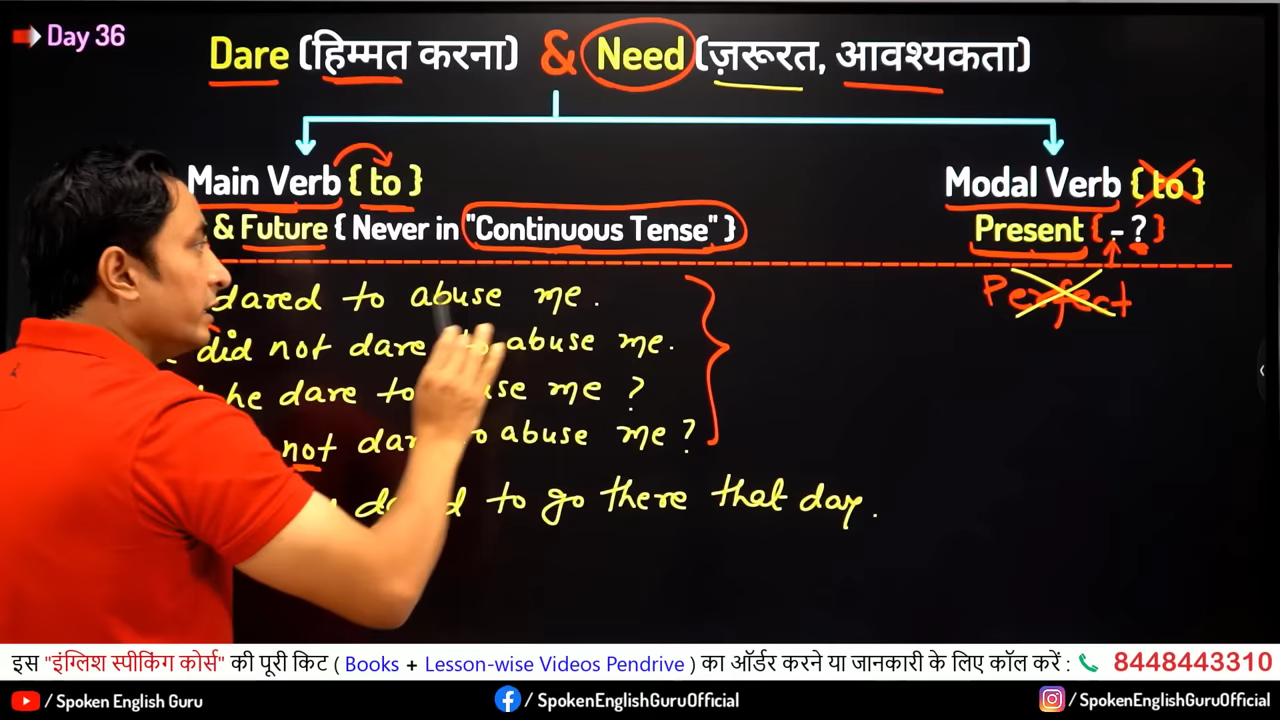 Day 36
Dare (हिम्मत करना) & Need (ज़रूरत, आवश्यकता)
Main Verb { to } Modal Verb { to }
& Future { Never in "Continuous Tense" } Present { - ? }
Perfect
dared to abuse me.
did not dare to abuse me.
he dare to me ?
not to abuse me ?
to go there that day.
इस "इंग्लिश स्पीकिंग कोर्स" की पूरी किट ( Books + Lesson-wise Videos Pendrive ) का ऑर्डर करने या जानकारी के लिए कॉल करें : 8448443310
/ Spoken English Guru / SpokenEnglishGuruOfficial / SpokenEnglishGuruOfficial